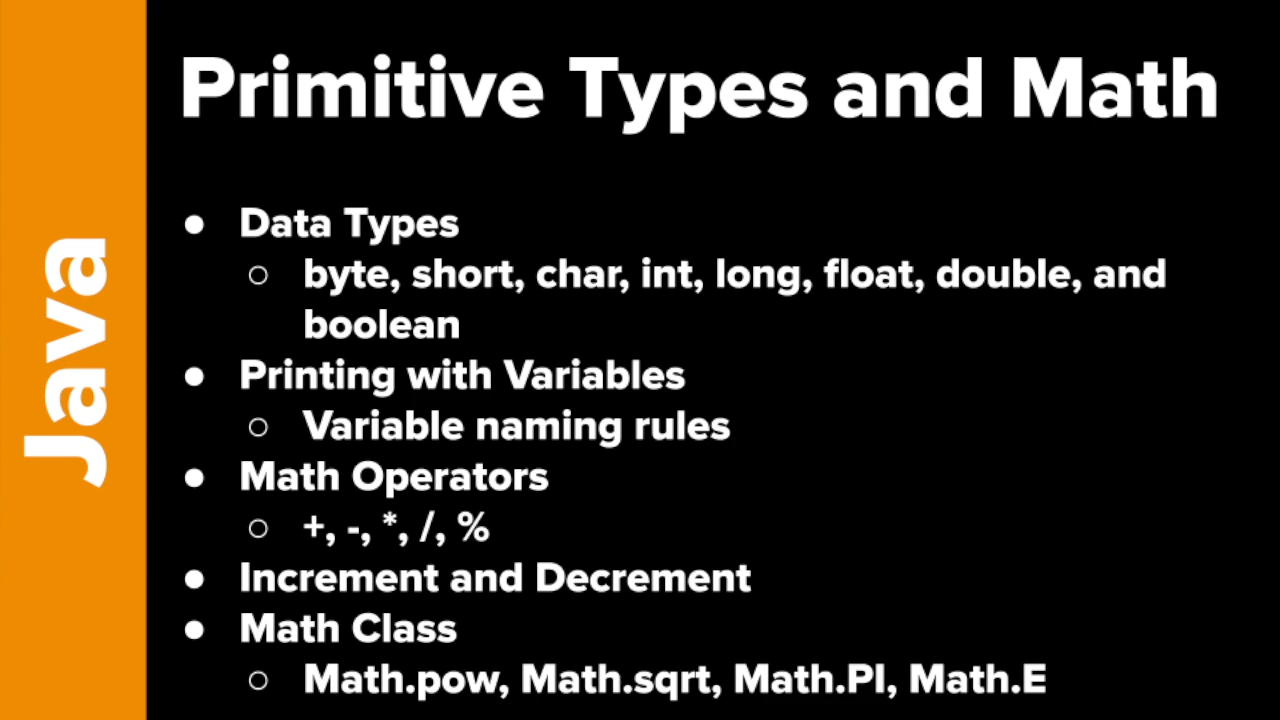 Java
Primitive Types and Math
● Data Types
○ byte, short, char, int, long, float, double, and
boolean
● Printing with Variables
○ Variable naming rules
● Math Operators
○ +, -, *, /, %
● Increment and Decrement
● Math Class
○ Math.pow, Math.sqrt, Math.PI, Math.E